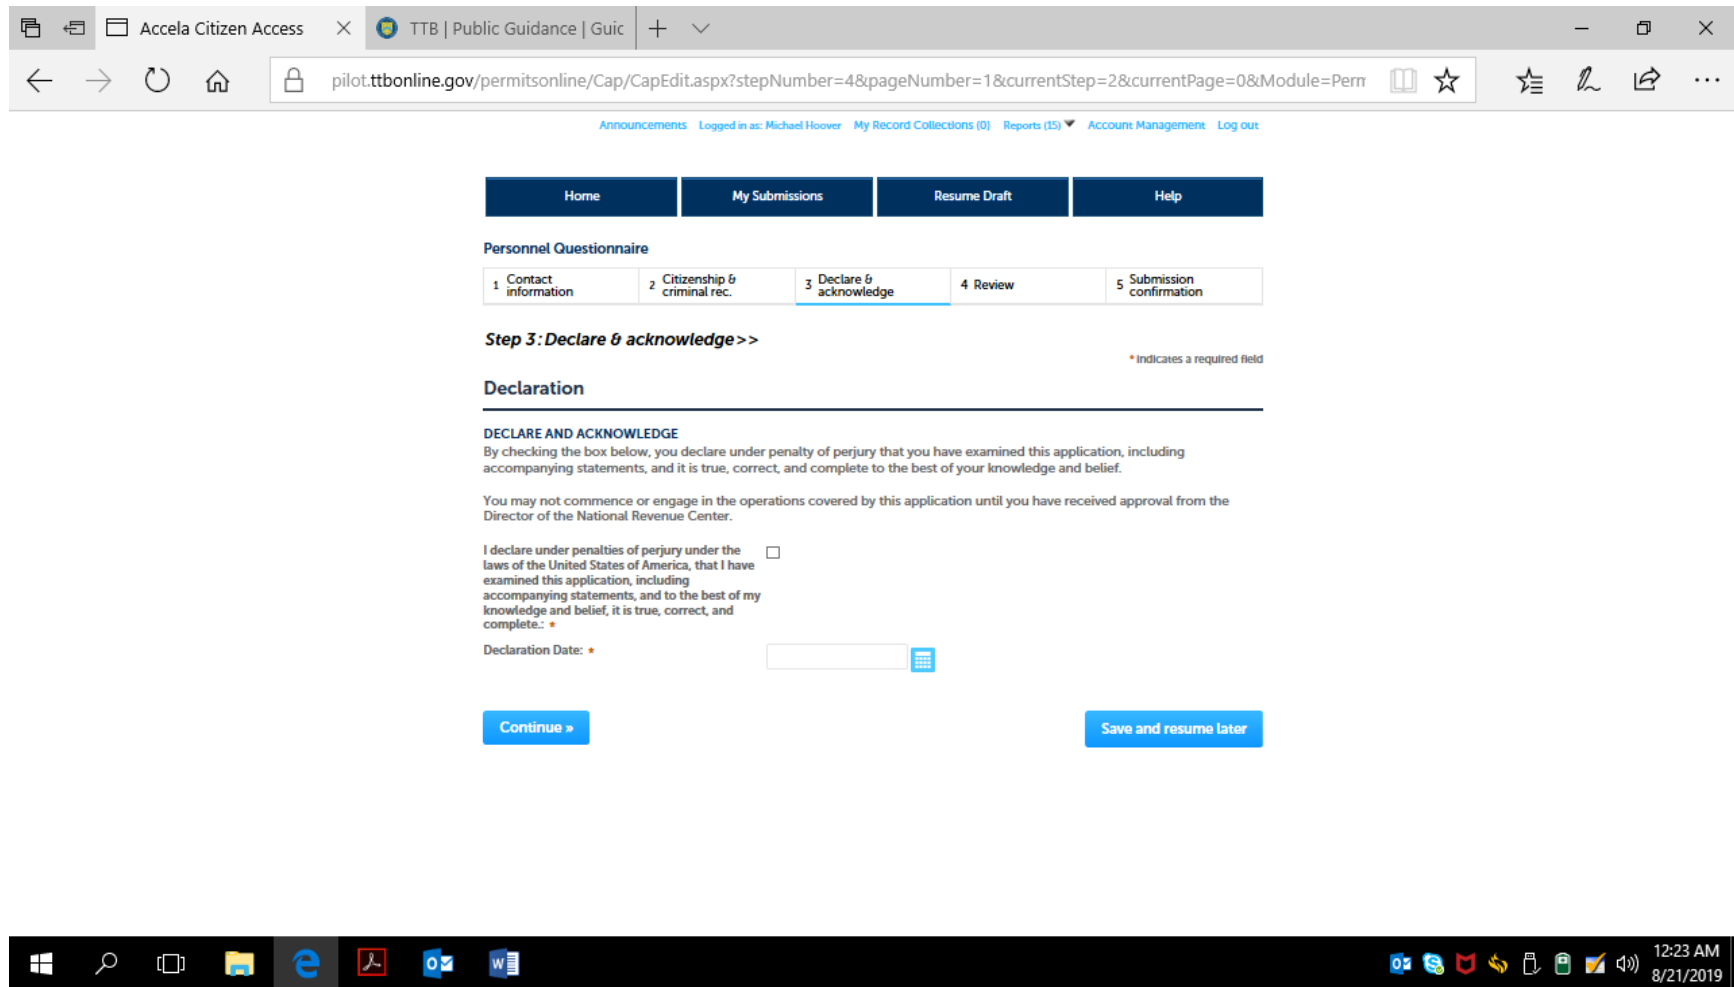 Accela Citizen Access
TTB | Public Guidance | Guic
pilot.ttbonline.gov/permitsonline/Cap/CapEdit.aspx?stepNumber=4&pageNumber=1&currentStep=2&currentPage=0&Module=Perm
Announcements Logged in as: Michael Hoover My Record Collections (0) Reports (15) Account Management Log out
Home My Submissions Resume Draft Help
Personnel Questionnaire
1 Contact information
2 Citizenship & criminal rec.
3 Declare & acknowledge
4 Review
5 Submission confirmation
Step 3: Declare & acknowledge>>
* indicates a required field
Declaration
DECLARE AND ACKNOWLEDGE
By checking the box below, you declare under penalty of perjury that you have examined this application, including
accompanying statements, and it is true, correct, and complete to the best of your knowledge and belief.
You may not commence or engage in the operations covered by this application until you have received approval from the
Director of the National Revenue Center.
I declare under penalties of perjury under the
laws of the United States of America, that I have
examined this application, including
accompanying statements, and to the best of my
knowledge and belief, it is true, correct, and
complete.: *
Declaration Date: *
Continue »
Save and resume later
12:23 AM
8/21/2019